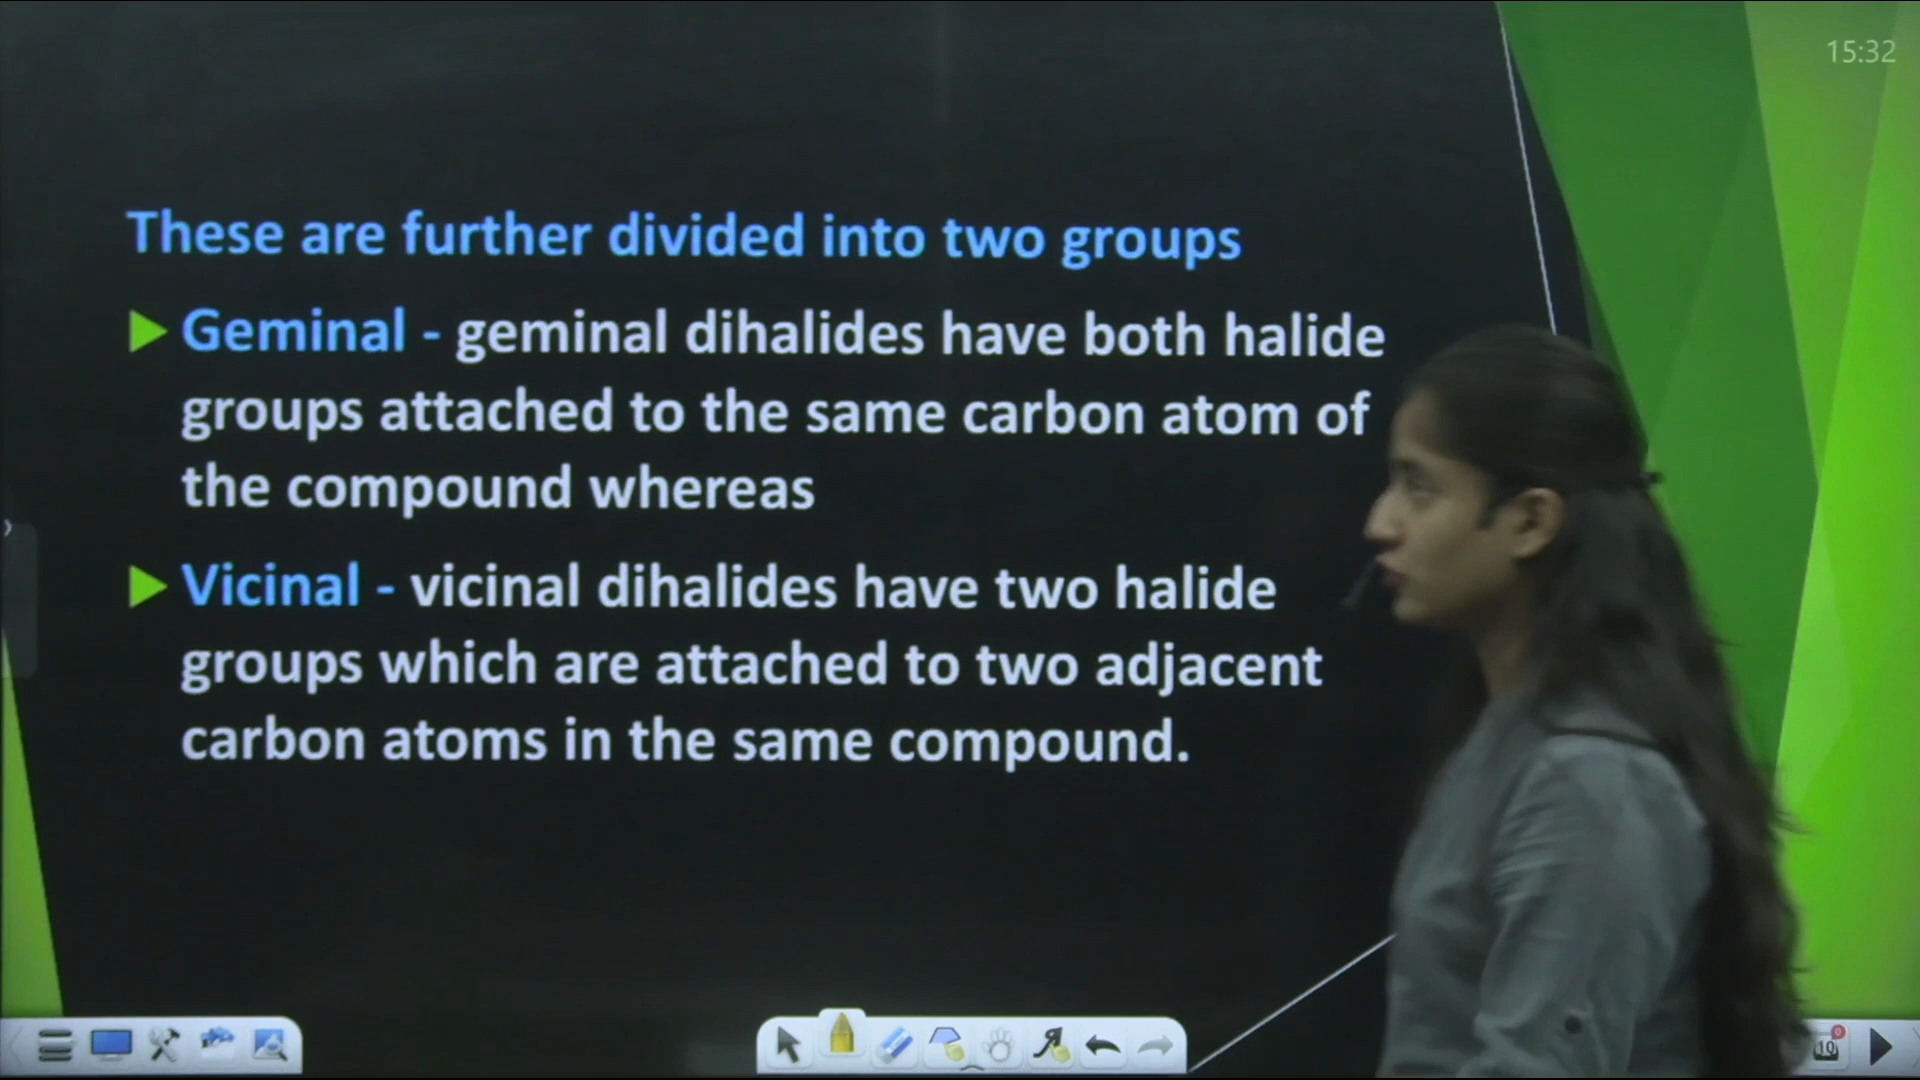 15:32
These are further divided into two groups
Geminal - geminal dihalides have both halide
groups attached to the same carbon atom of
the compound whereas
Vicinal - vicinal dihalides have two halide
groups which are attached to two adjacent
carbon atoms in the same compound.
10